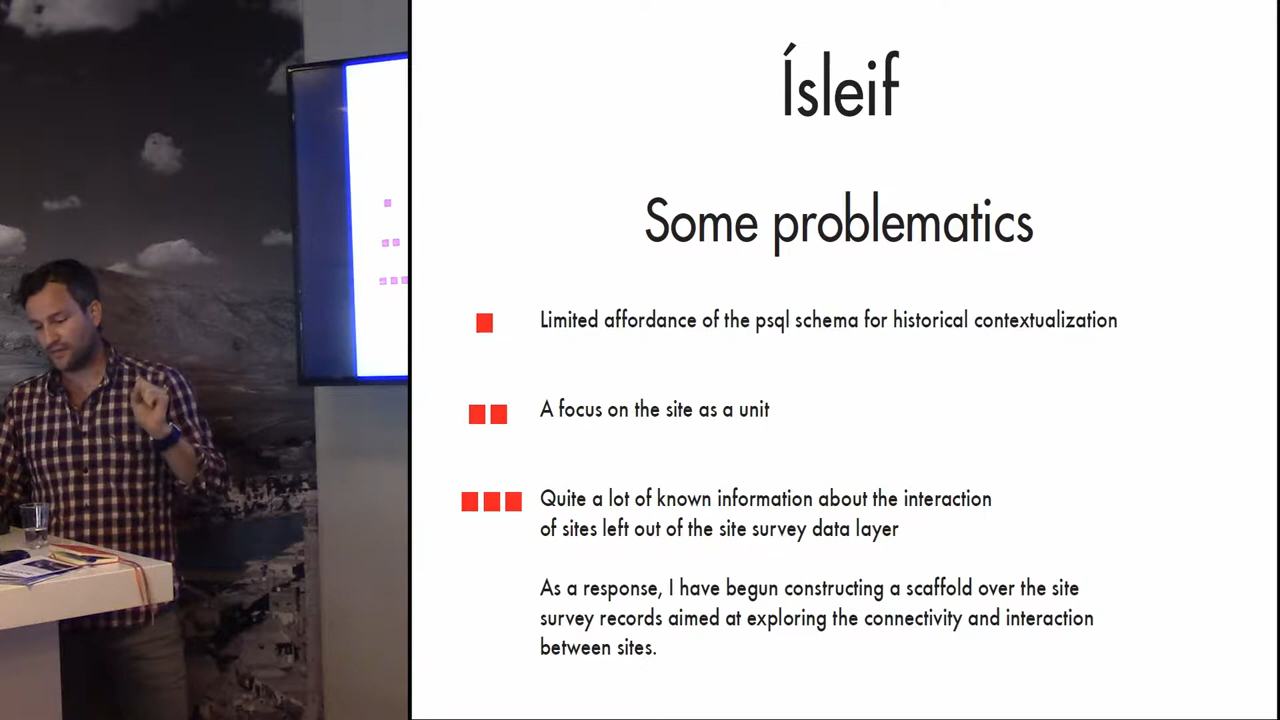 Ísleif
Some problematics
Limited affordance of the psql schema for historical contextualization
A focus on the site as a unit
Quite a lot of known information about the interaction
of sites left out of the site survey data layer
As a response, I have begun constructing a scaffold over the site
survey records aimed at exploring the connectivity and interaction
between sites.